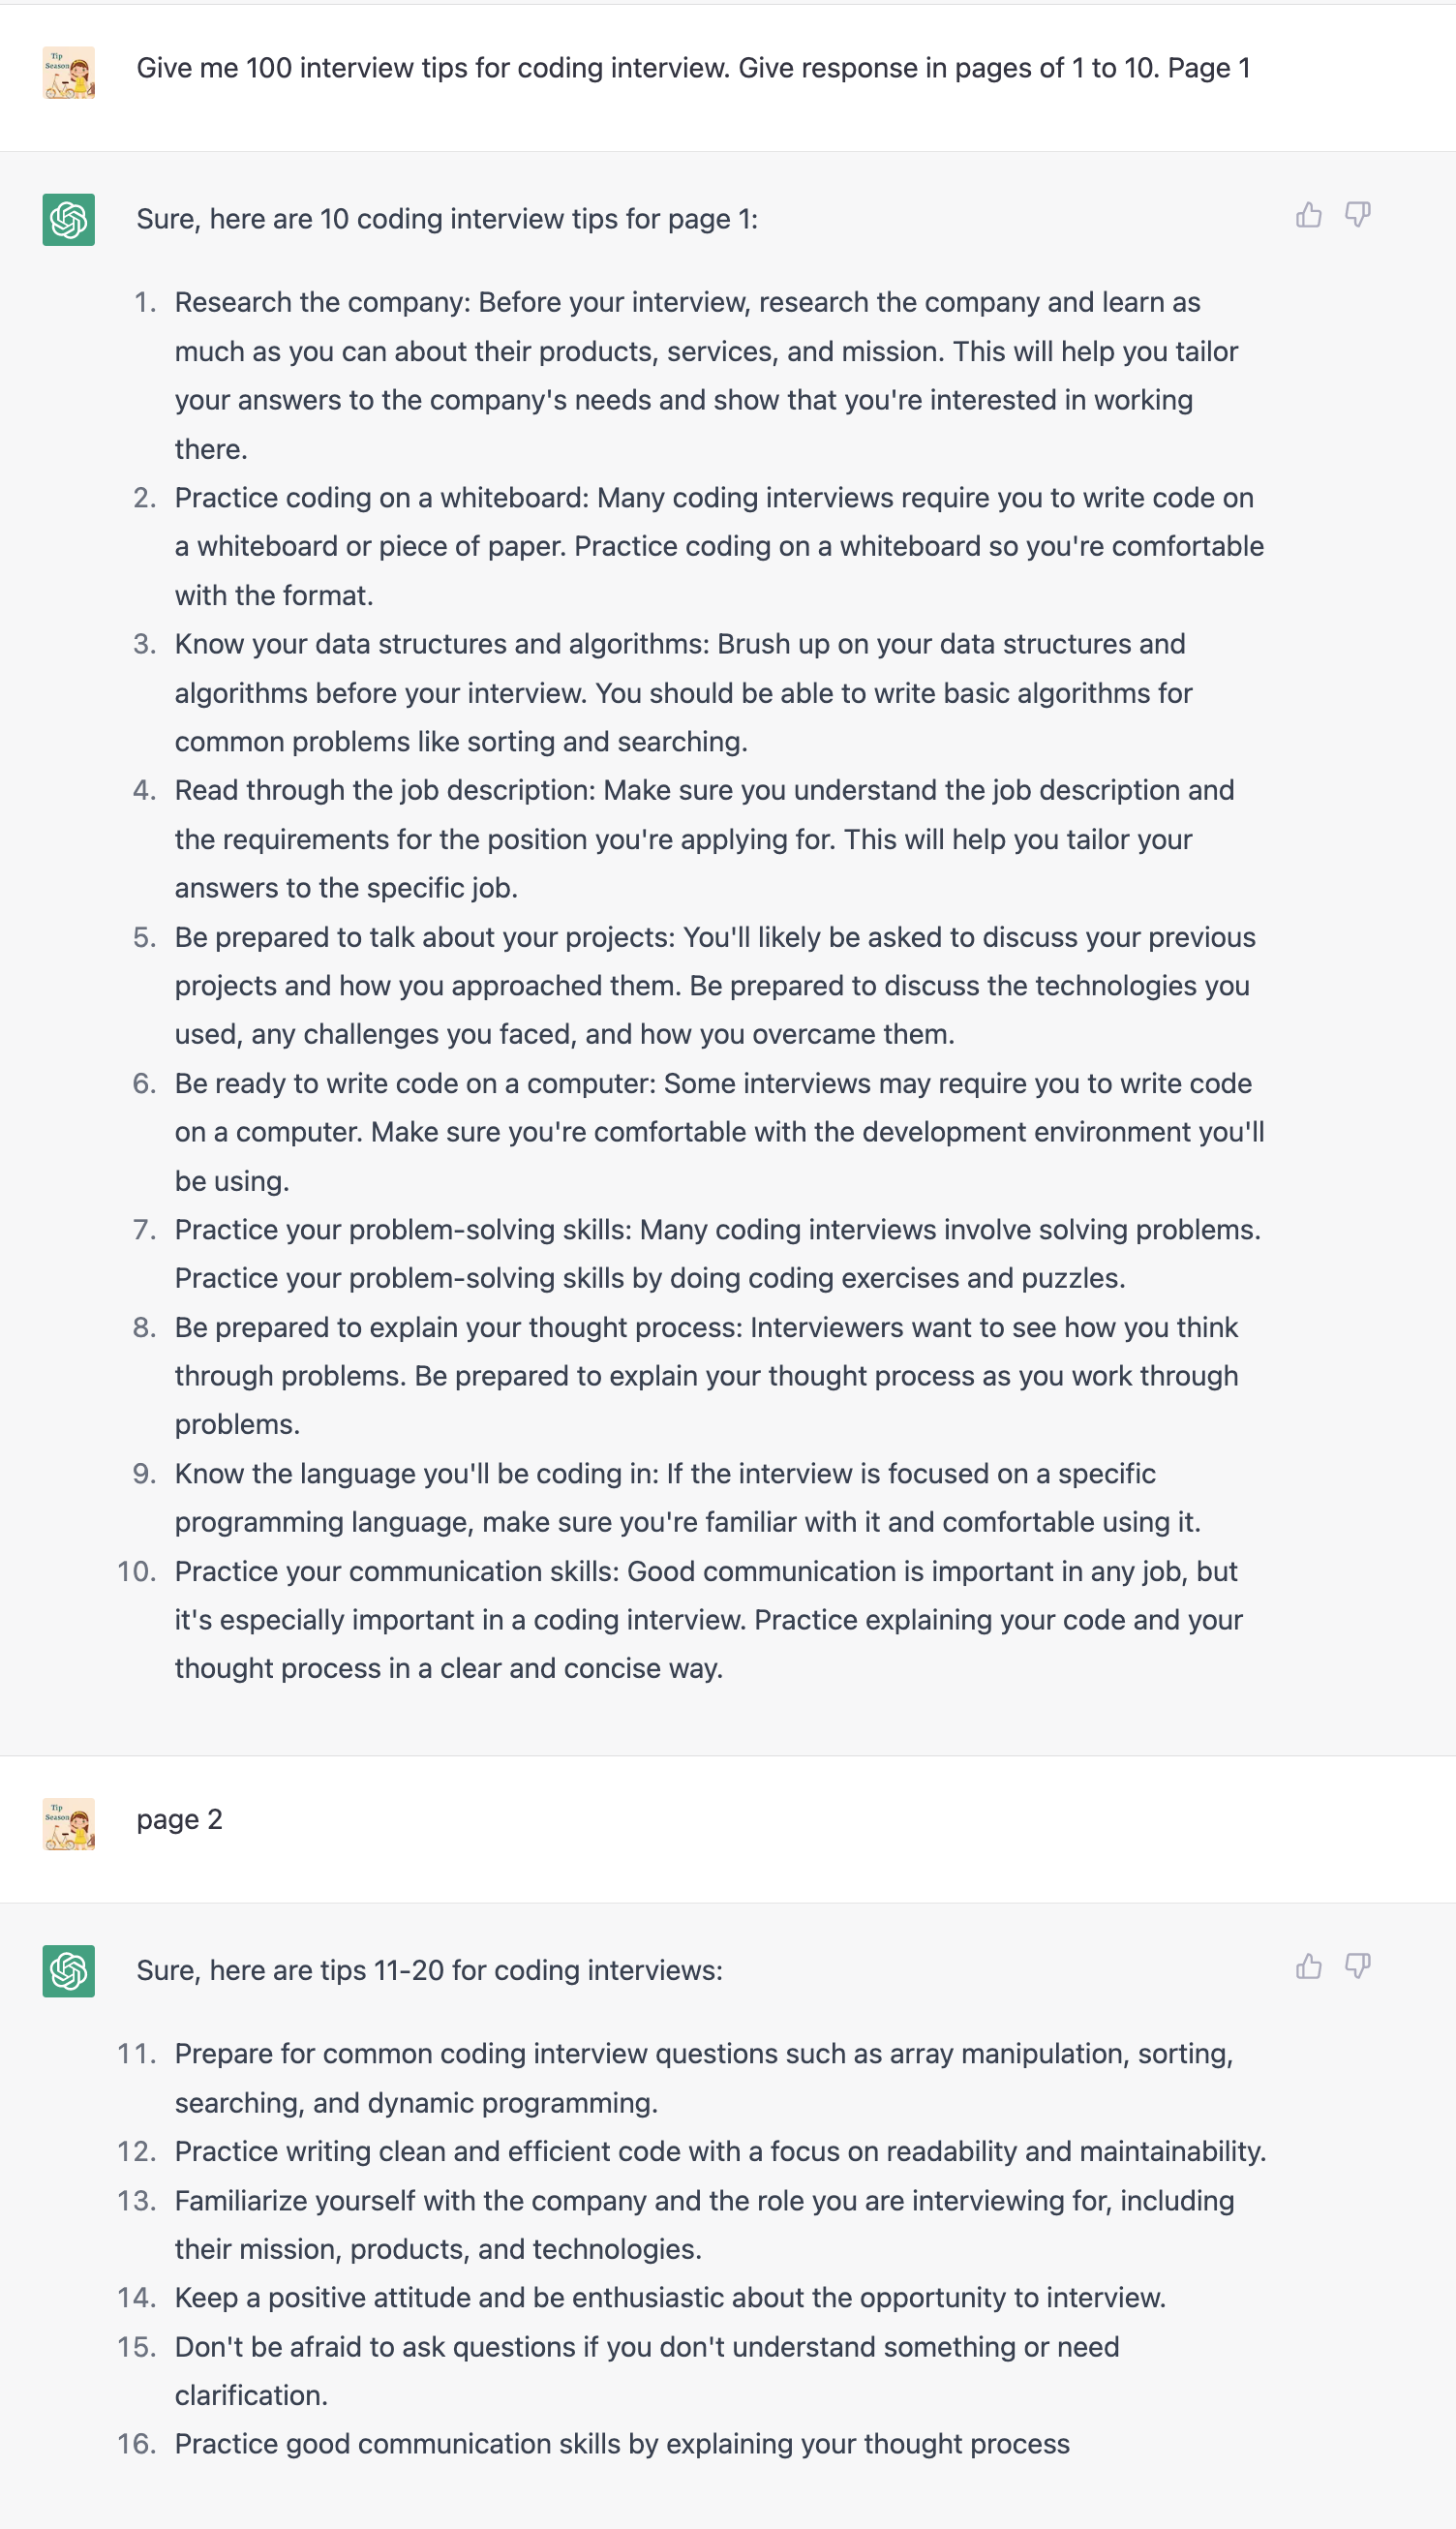 Tip
Season
Give me 100 interview tips for coding interview. Give response in pages of 1 to 10. Page 1
Sure, here are 10 coding interview tips for page 1:
1. Research the company: Before your interview, research the company and learn as
much as you can about their products, services, and mission. This will help you tailor
your answers to the company's needs and show that you're interested in working
there.
2. Practice coding on a whiteboard: Many coding interviews require you to write code on
a whiteboard or piece of paper. Practice coding on a whiteboard so you're comfortable
with the format.
3. Know your data structures and algorithms: Brush up on your data structures and
algorithms before your interview. You should be able to write basic algorithms for
common problems like sorting and searching.
4. Read through the job description: Make sure you understand the job description and
the requirements for the position you're applying for. This will help you tailor your
answers to the specific job.
5. Be prepared to talk about your projects: You'll likely be asked to discuss your previous
projects and how you approached them. Be prepared to discuss the technologies you
used, any challenges you faced, and how you overcame them.
6. Be ready to write code on a computer: Some interviews may require you to write code
on a computer. Make sure you're comfortable with the development environment you'll
be using.
7. Practice your problem-solving skills: Many coding interviews involve solving problems.
Practice your problem-solving skills by doing coding exercises and puzzles.
8. Be prepared to explain your thought process: Interviewers want to see how you think
through problems. Be prepared to explain your thought process as you work through
problems.
9. Know the language you'll be coding in: If the interview is focused on a specific
programming language, make sure you're familiar with it and comfortable using it.
10. Practice your communication skills: Good communication is important in any job, but
it's especially important in a coding interview. Practice explaining your code and your
thought process in a clear and concise way.
Tip
Season
page 2
Sure, here are tips 11-20 for coding interviews:
11. Prepare for common coding interview questions such as array manipulation, sorting,
searching, and dynamic programming.
12. Practice writing clean and efficient code with a focus on readability and maintainability.
13. Familiarize yourself with the company and the role you are interviewing for, including
their mission, products, and technologies.
14. Keep a positive attitude and be enthusiastic about the opportunity to interview.
15. Don't be afraid to ask questions if you don't understand something or need
clarification.
16. Practice good communication skills by explaining your thought process